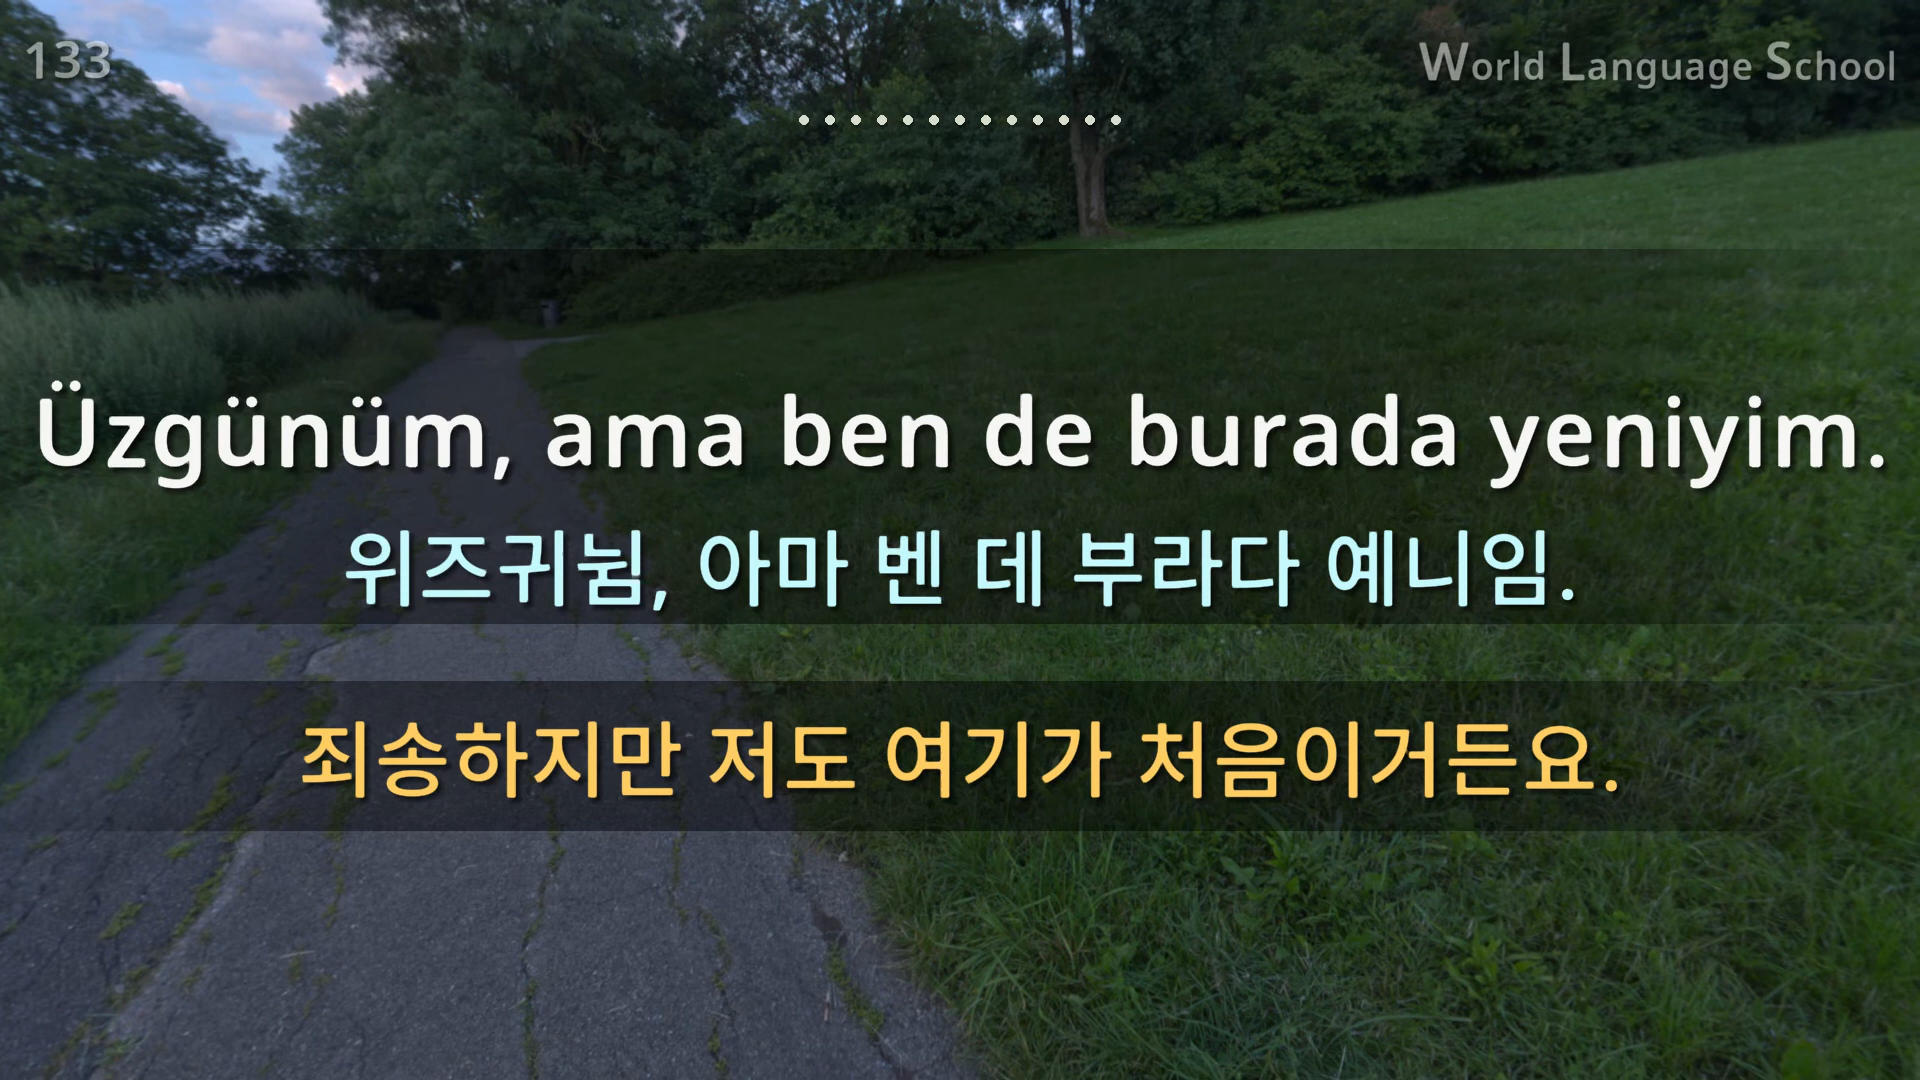 133
World Language School
Üzgünüm, ama ben de burada yeniyim.
위즈귀뉨, 아마 벤 데 부라다 예니임.
죄송하지만 저도 여기가 처음이거든요.